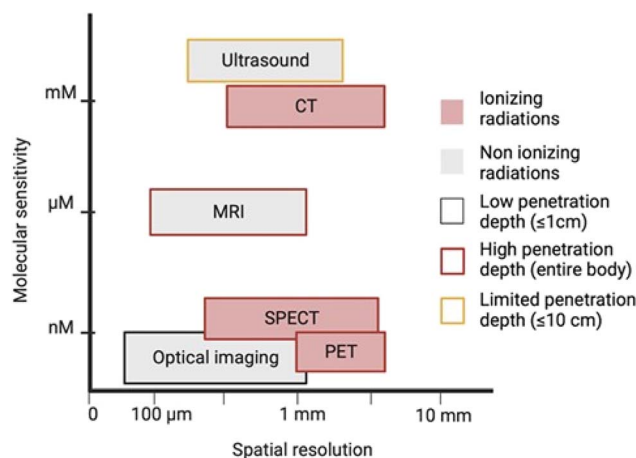 Ultrasound
mM
CT
Ionizing
radiations
Non ionizing
radiations
Molecular sensitivity
µM
MRI
Low penetration
depth (≤1cm)
High penetration
depth (entire body)
SPECT
Limited penetration
depth (≤10 cm)
nM
Optical imaging
PET
0
100 µm
1 mm
10 mm
Spatial resolution